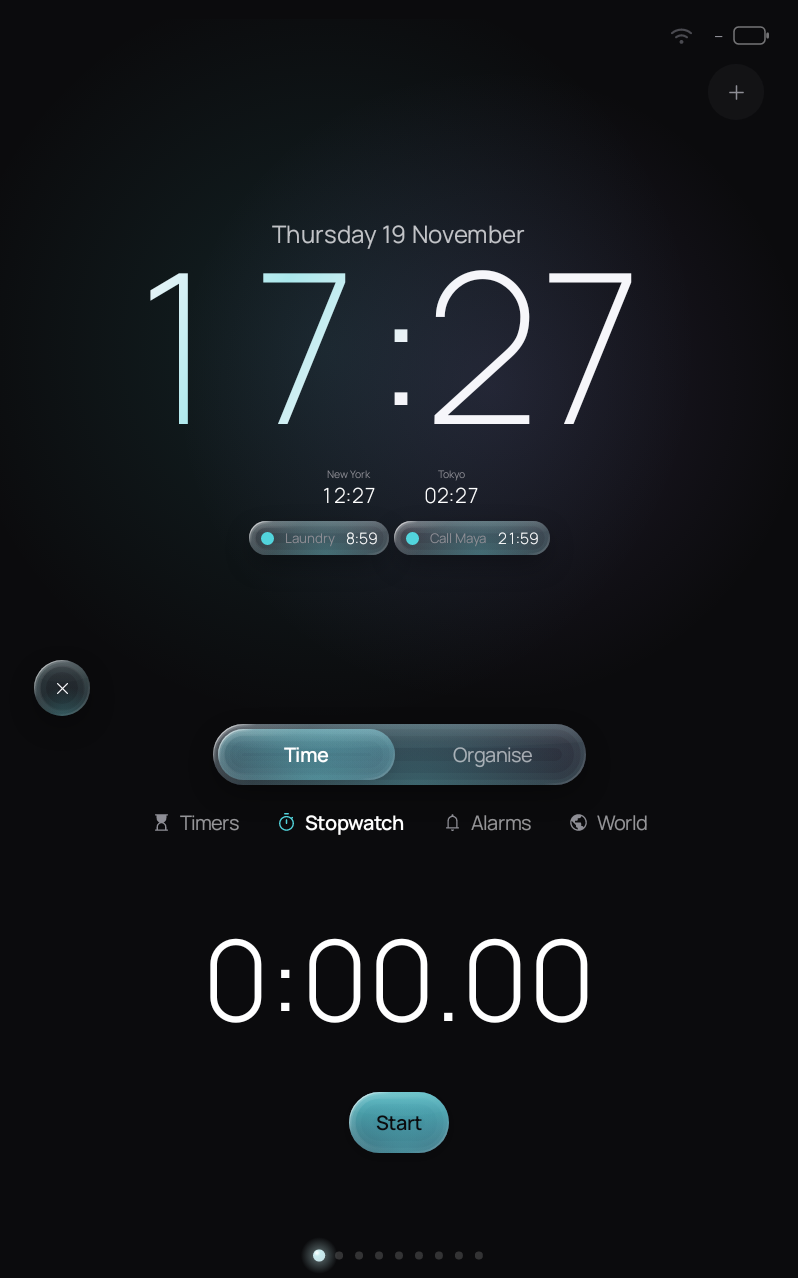 Thursday 19 November
17:27
New York Tokyo
12:27 02:27
Laundry 8:59 Call Maya 21:59
Time Organise
Timers Stopwatch Alarms World
0:00.00
Start